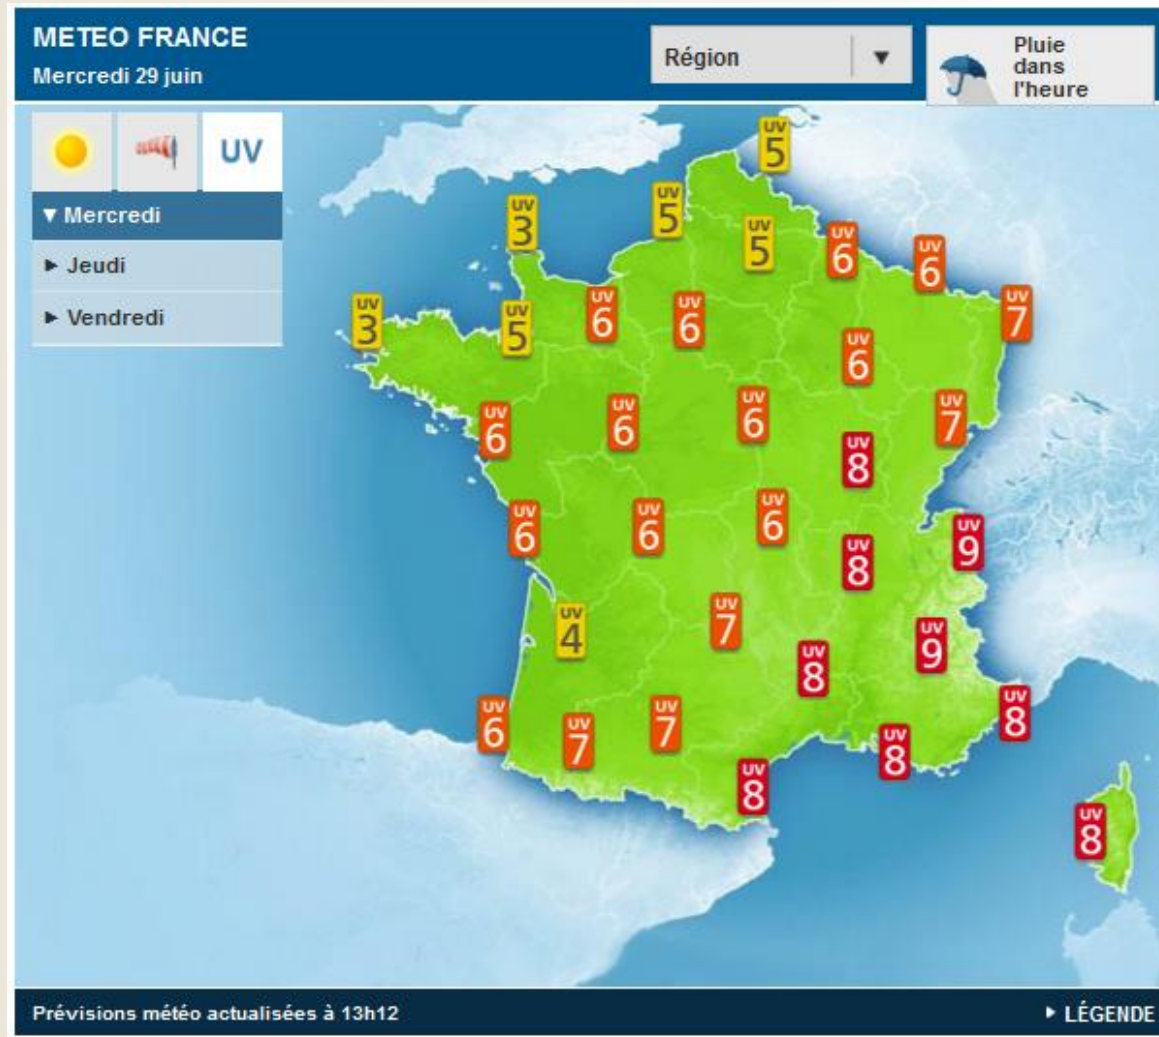 METEO FRANCE
Mercredi 29 juin
Région ▼
Pluie
dans
l'heure
UV
▼ Mercredi
► Jeudi
► Vendredi
UV
5
UV
3
UV
5
UV
5
UV
6
UV
6
UV
3
UV
5
UV
6
UV
6
UV
7
UV
6
UV
6
UV
6
UV
6
UV
7
UV
8
UV
6
UV
6
UV
6
UV
9
UV
8
UV
4
UV
7
UV
9
UV
8
UV
6
UV
7
UV
7
UV
8
UV
8
UV
8
UV
8
Prévisions météo actualisées à 13h12
► LÉGENDE